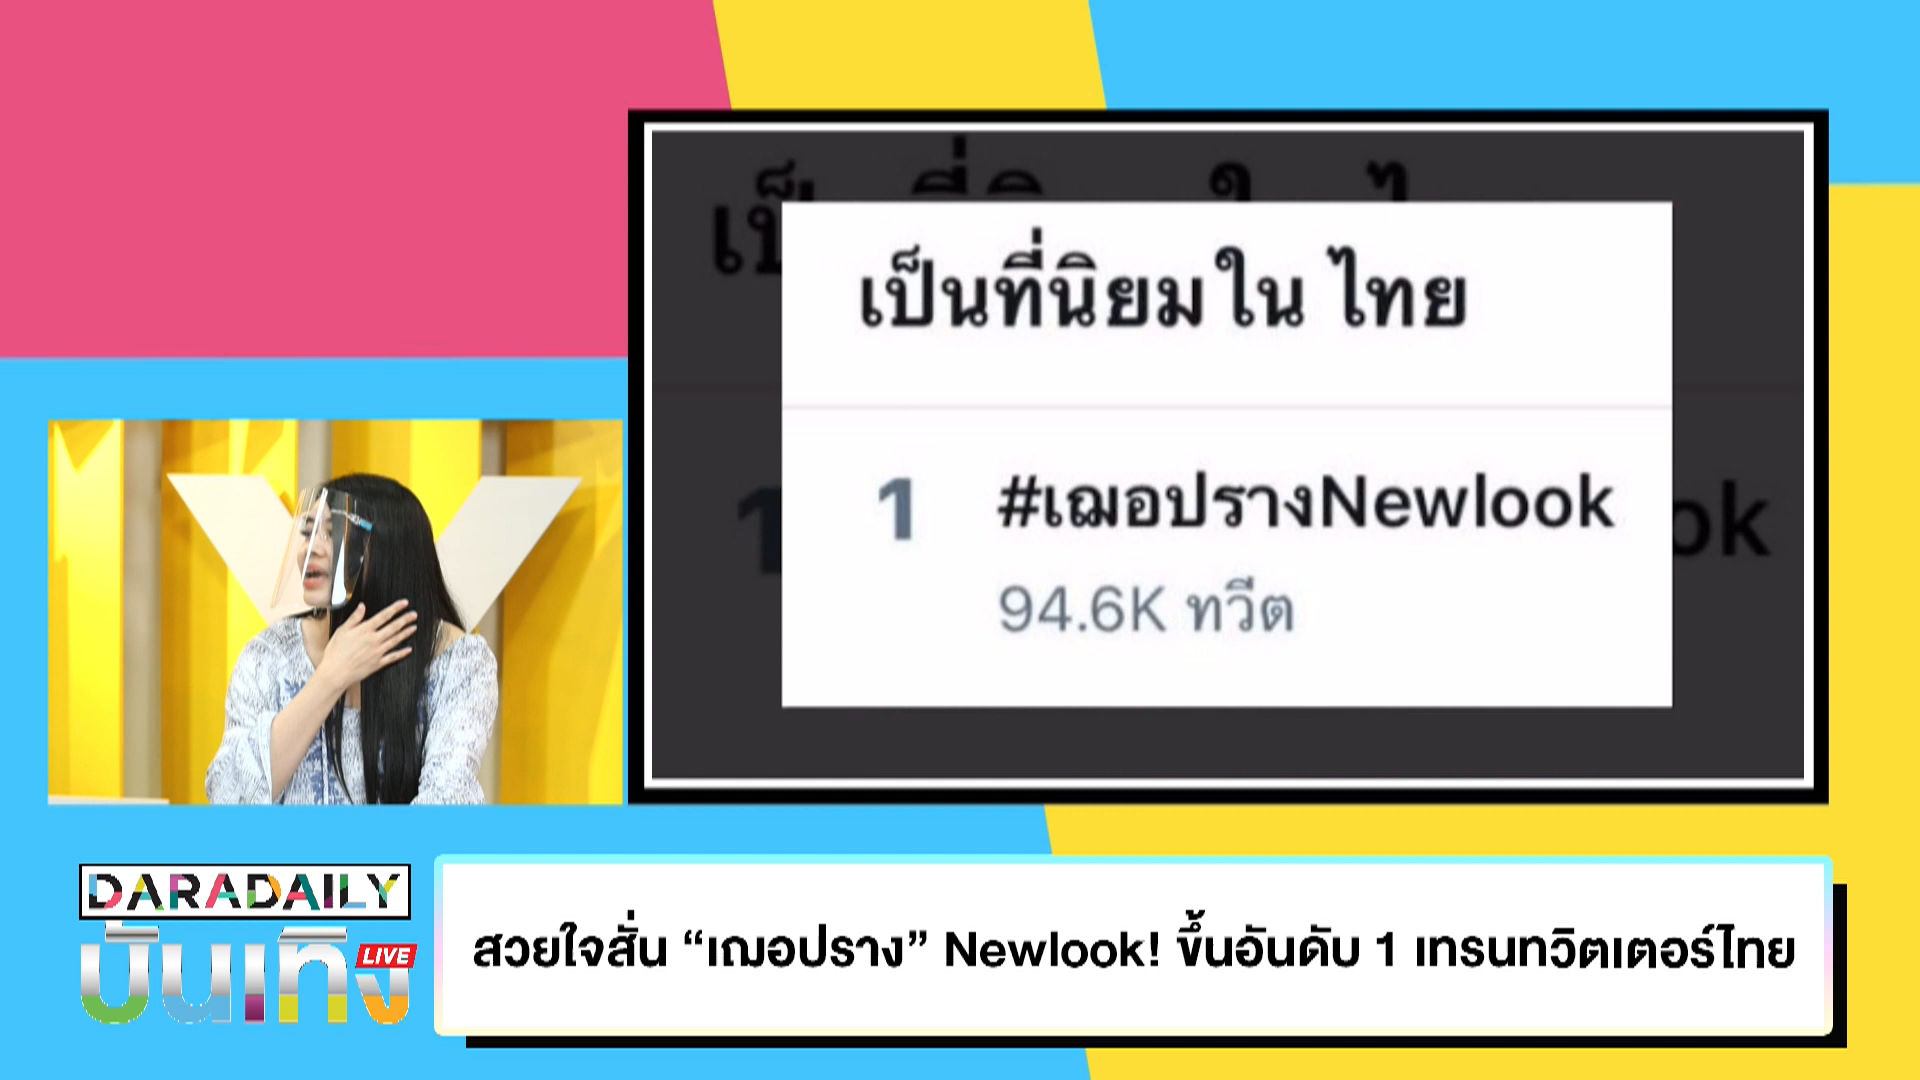 เป็นที่นิยมใน ไทย
1 #เฌอปรางNewlook
94.6K ทวีต
DARADAILY
บันเทิง LIVE
สวยใจสั่น “เฌอปราง” Newlook! ขึ้นอันดับ 1 เทรนทวิตเตอร์ไทย